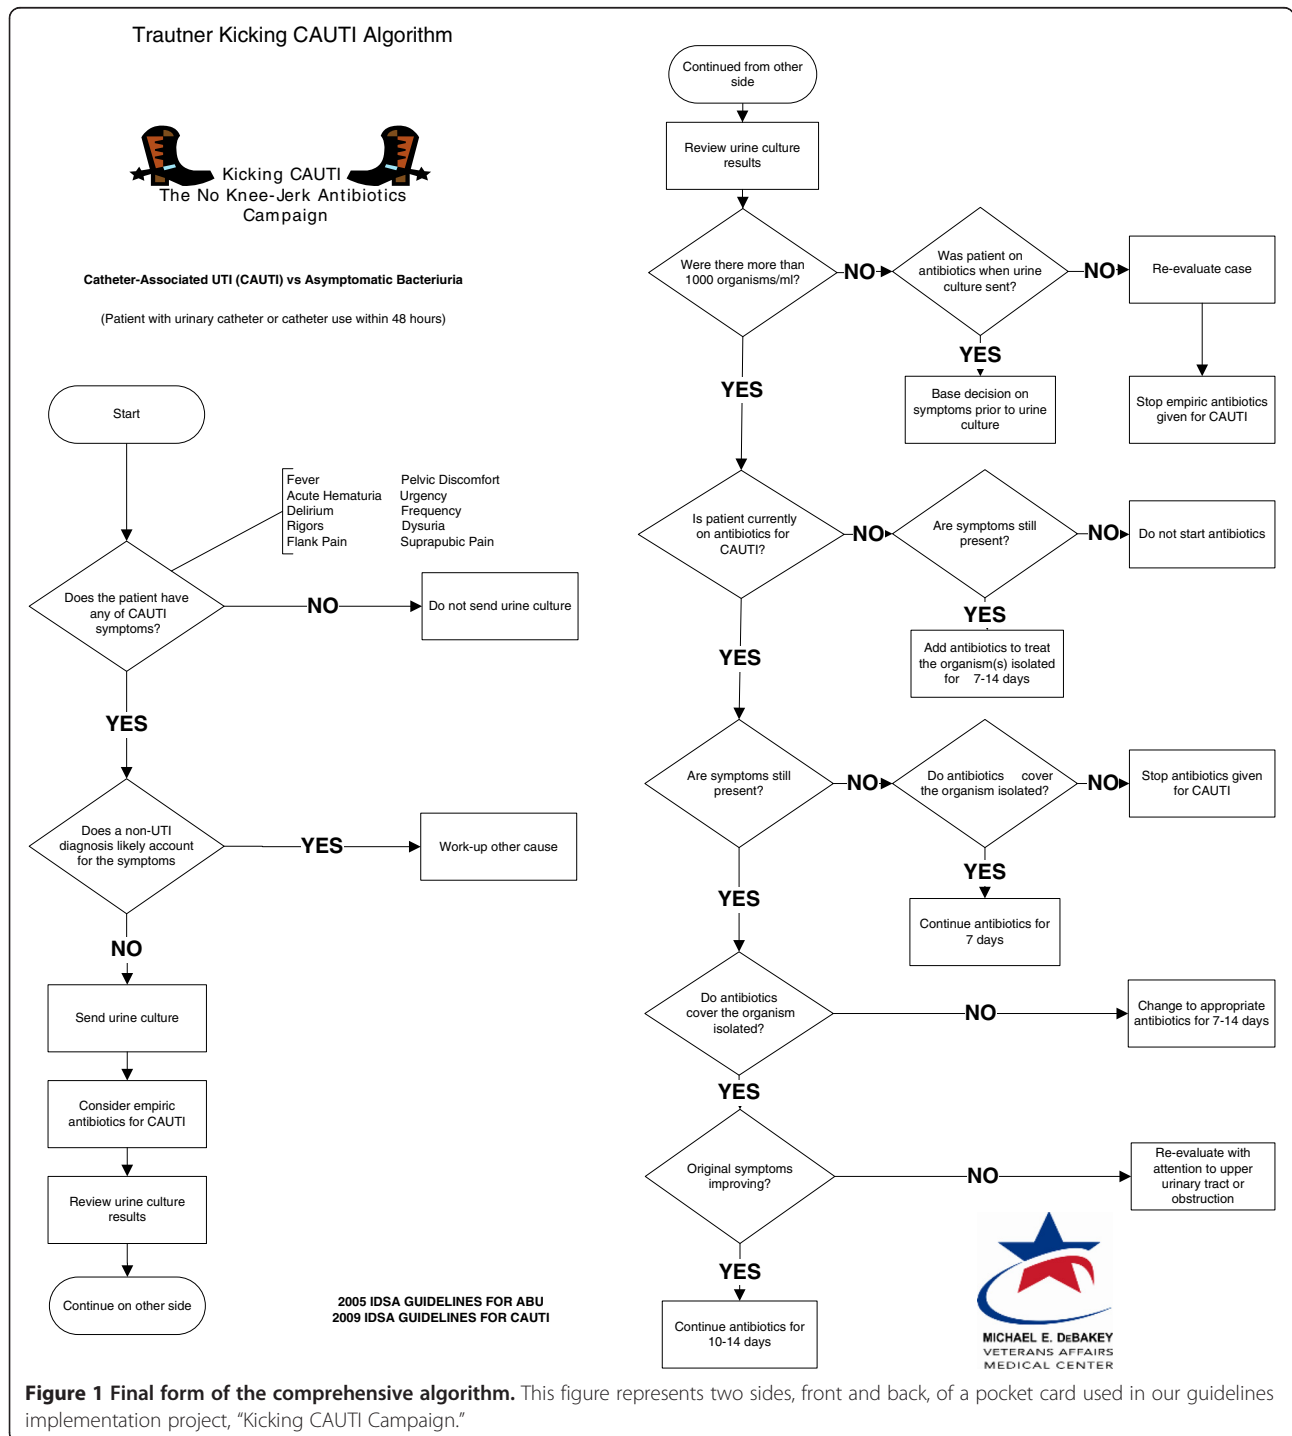 Trautner Kicking CAUTI Algorithm
Kicking CAUTI
The No Knee-Jerk Antibiotics
Campaign
Catheter-Associated UTI (CAUTI) vs Asymptomatic Bacteriuria
(Patient with urinary catheter or catheter use within 48 hours)
Start
Fever
Acute Hematuria
Delirium
Rigors
Flank Pain
Pelvic Discomfort
Urgency
Frequency
Dysuria
Suprapubic Pain
Does the patient have
any of CAUTI
symptoms?
NO
Do not send urine culture
YES
Does a non-UTI
diagnosis likely account
for the symptoms
YES
Work-up other cause
NO
Send urine culture
Consider empiric
antibiotics for CAUTI
Review urine culture
results
Continue on other side
2005 IDSA GUIDELINES FOR ABU
2009 IDSA GUIDELINES FOR CAUTI
Continued from other
side
Review urine culture
results
Were there more than
1000 organisms/ml?
NO
Was patient on
antibiotics when urine
culture sent?
NO
Re-evaluate case
YES
YES
Base decision on
symptoms prior to urine
culture
Stop empiric antibiotics
given for CAUTI
Is patient currently
on antibiotics for
CAUTI?
NO
Are symptoms still
present?
NO
Do not start antibiotics
YES
YES
Add antibiotics to treat
the organism(s) isolated
for 7-14 days
Are symptoms still
present?
NO
Do antibiotics cover
the organism isolated?
NO
Stop antibiotics given
for CAUTI
YES
YES
Continue antibiotics for
7 days
Do antibiotics
cover the organism
isolated?
NO
Change to appropriate
antibiotics for 7-14 days
YES
Original symptoms
improving?
NO
Re-evaluate with
attention to upper
urinary tract or
obstruction
YES
Continue antibiotics for
10-14 days
MICHAEL E. DEBAKEY
VETERANS AFFAIRS
MEDICAL CENTER
Figure 1 Final form of the comprehensive algorithm. This figure represents two sides, front and back, of a pocket card used in our guidelines
implementation project, “Kicking CAUTI Campaign.”